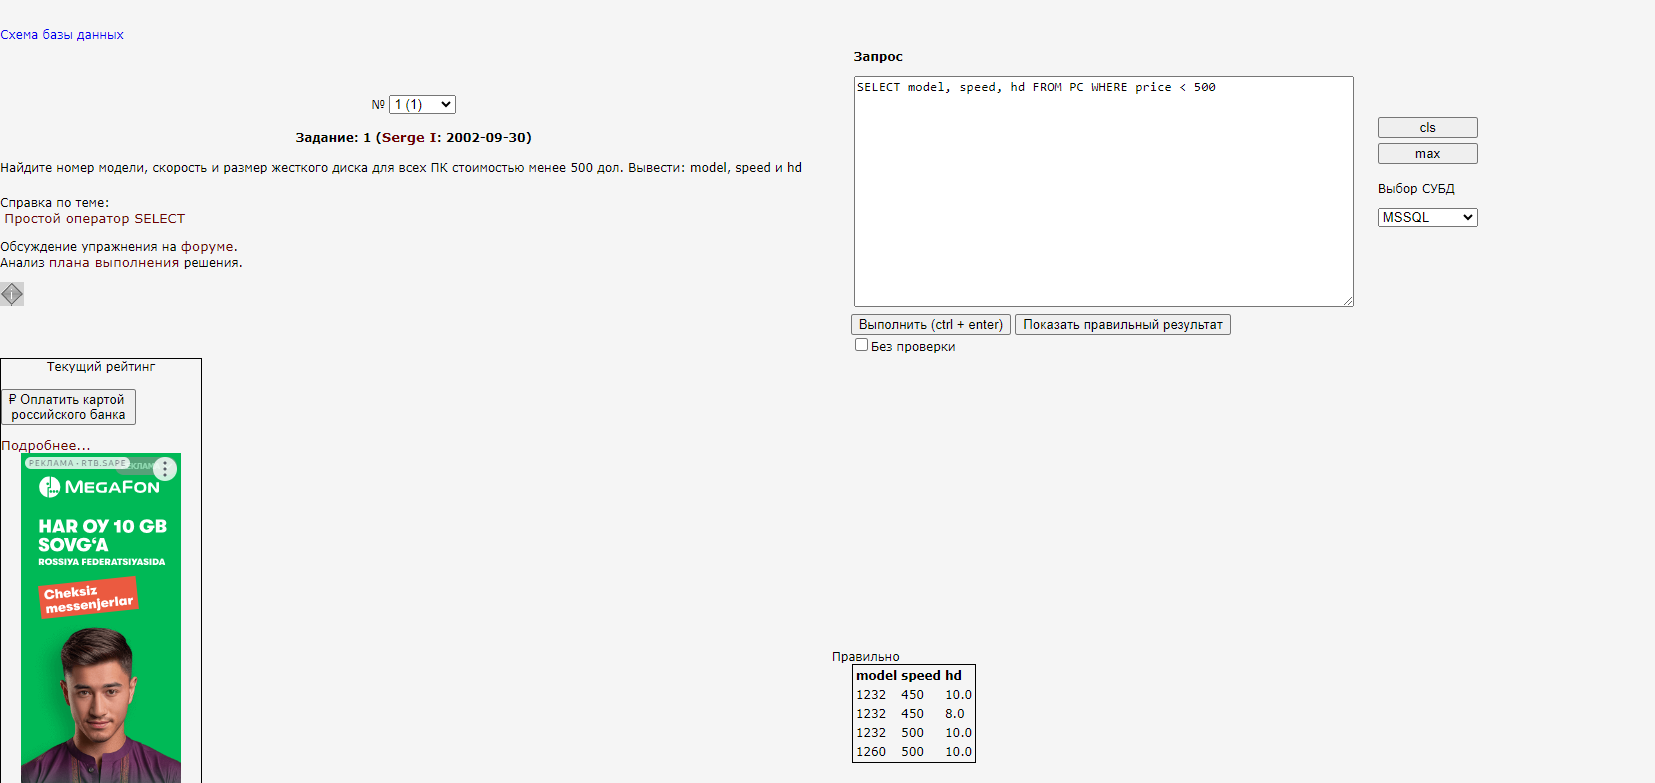 Схема базы данных
№ 1 (1)
Задание: 1 (Serge I: 2002-09-30)
Найдите номер модели, скорость и размер жесткого диска для всех ПК стоимостью менее 500 дол. Вывести: model, speed и hd
Справка по теме:
Простой оператор SELECT
Обсуждение упражнения на форуме.
Анализ плана выполнения решения.
Запрос
SELECT model, speed, hd FROM PC WHERE price < 500
cls
max
Выбор СУБД
MSSQL
Выполнить (ctrl + enter) Показать правильный результат
Без проверки
Текущий рейтинг
₽ Оплатить картой
российского банка
Подробнее...
РЕКЛАМА • RTB.SAPE
MEGAFON
HAR OY 10 GB
SOVG‘A
ROSSIYA FEDERATSIYASIDA
Cheksiz
messenjerlar
Правильно
model speed hd
1232 450 10.0
1232 450 8.0
1232 500 10.0
1260 500 10.0